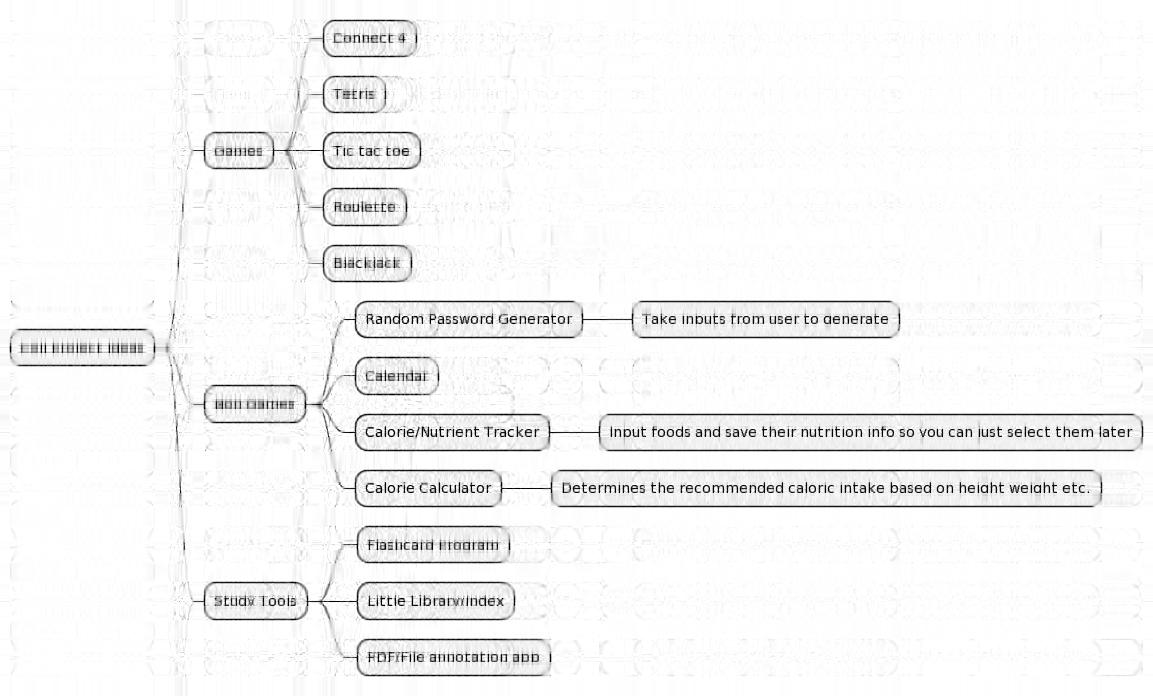 Connect 4
Tetris
Games
Tic tac toe
Roulette
Blackjack
Random Password Generator
Take inputs from user to generate
Project Ideas
Calendar
Non Games
Calorie/Nutrient Tracker
Input foods and save their nutrition info so you can just select them later
Calorie Calculator
Determines the recommended caloric intake based on height weight etc.
Flashcard Program
Study Tools
Little Library/Index
PDF/File annotation app